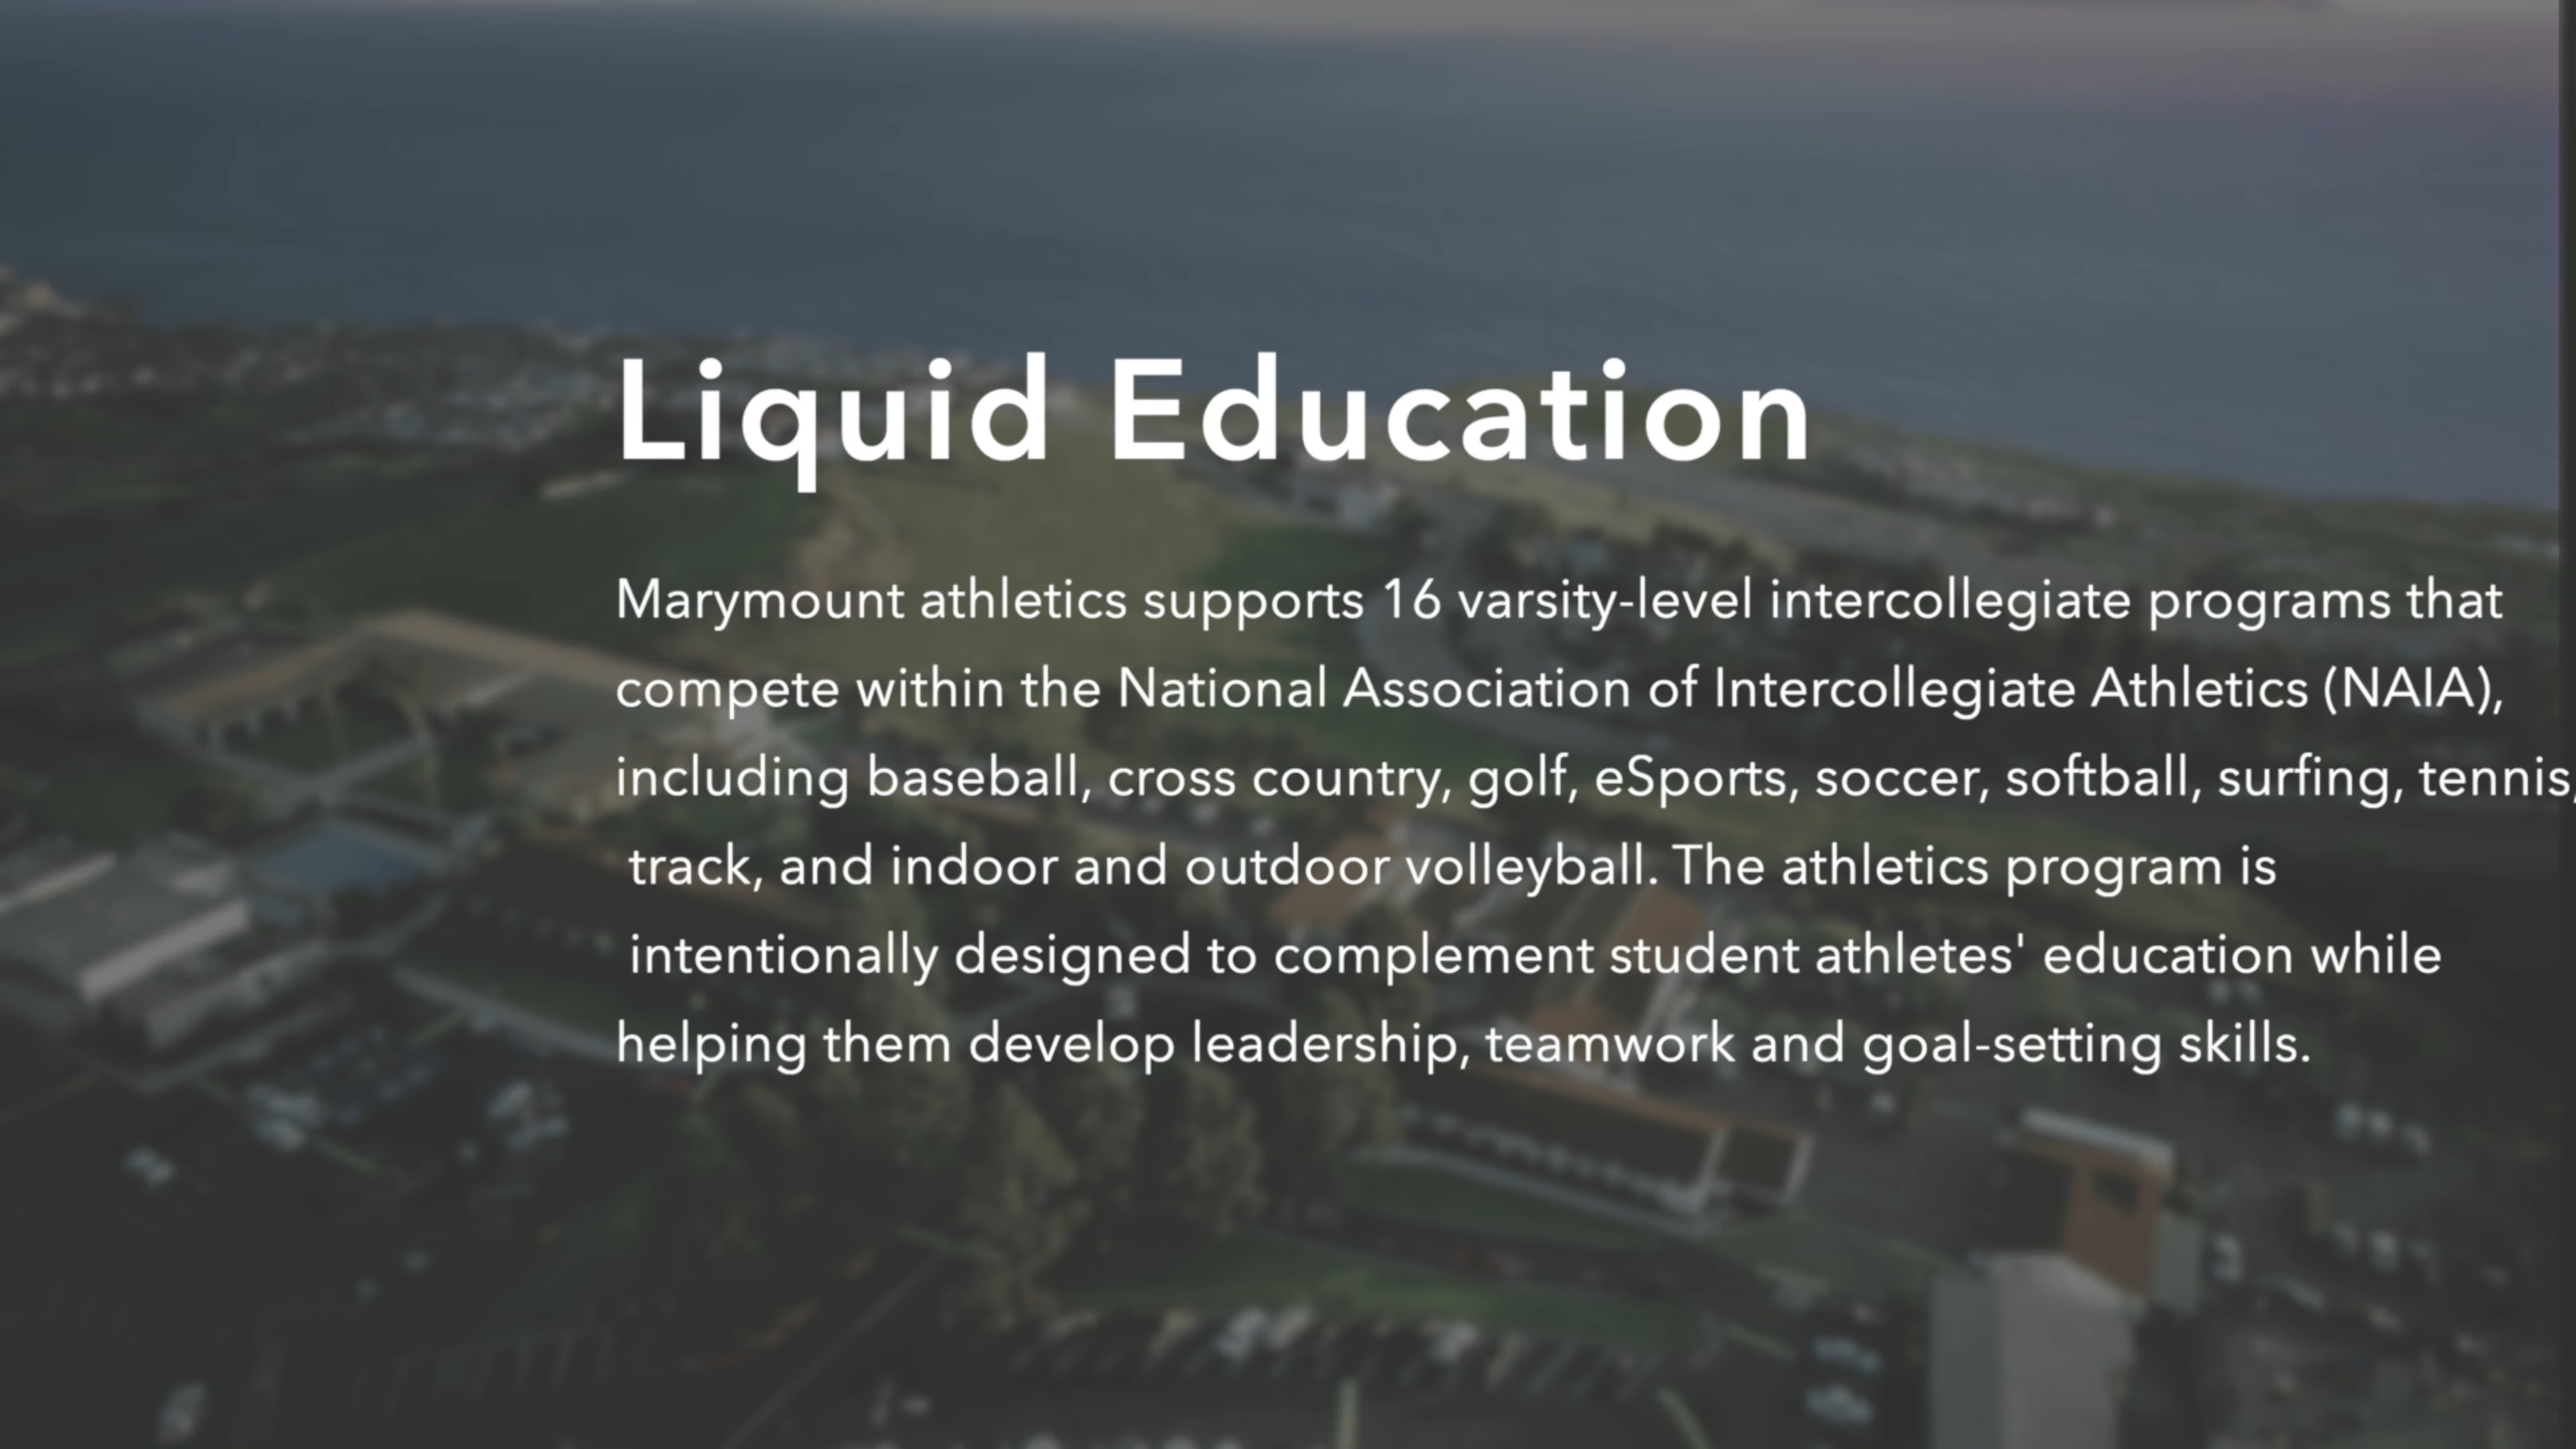 Liquid Education
Marymount athletics supports 16 varsity-level intercollegiate programs that
compete within the National Association of Intercollegiate Athletics (NAIA),
including baseball, cross country, golf, eSports, soccer, softball, surfing, tennis,
track, and indoor and outdoor volleyball. The athletics program is
intentionally designed to complement student athletes' education while
helping them develop leadership, teamwork and goal-setting skills.